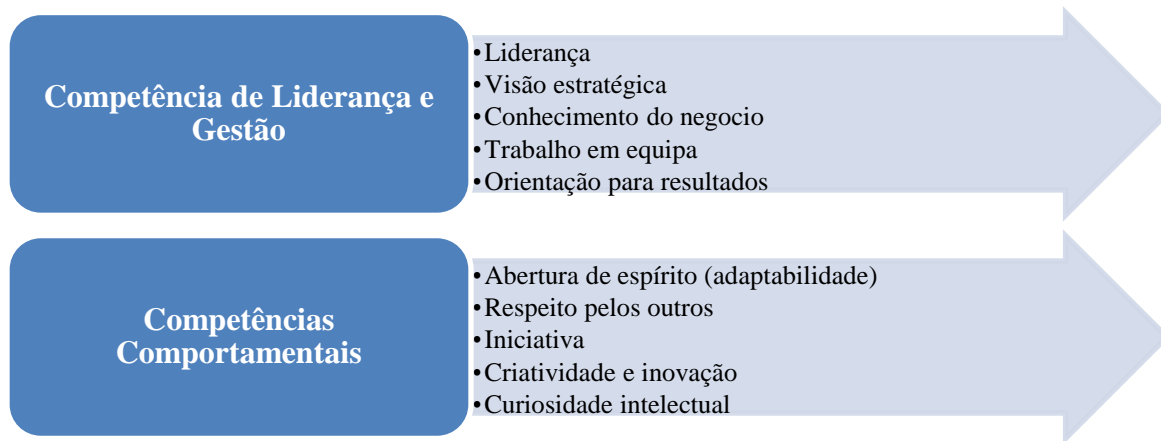 Competência de Liderança e
Gestão
•Liderança
•Visão estratégica
•Conhecimento do negocio
•Trabalho em equipa
•Orientação para resultados
Competências
Comportamentais
•Abertura de espírito (adaptabilidade)
•Respeito pelos outros
•Iniciativa
•Criatividade e inovação
•Curiosidade intelectual